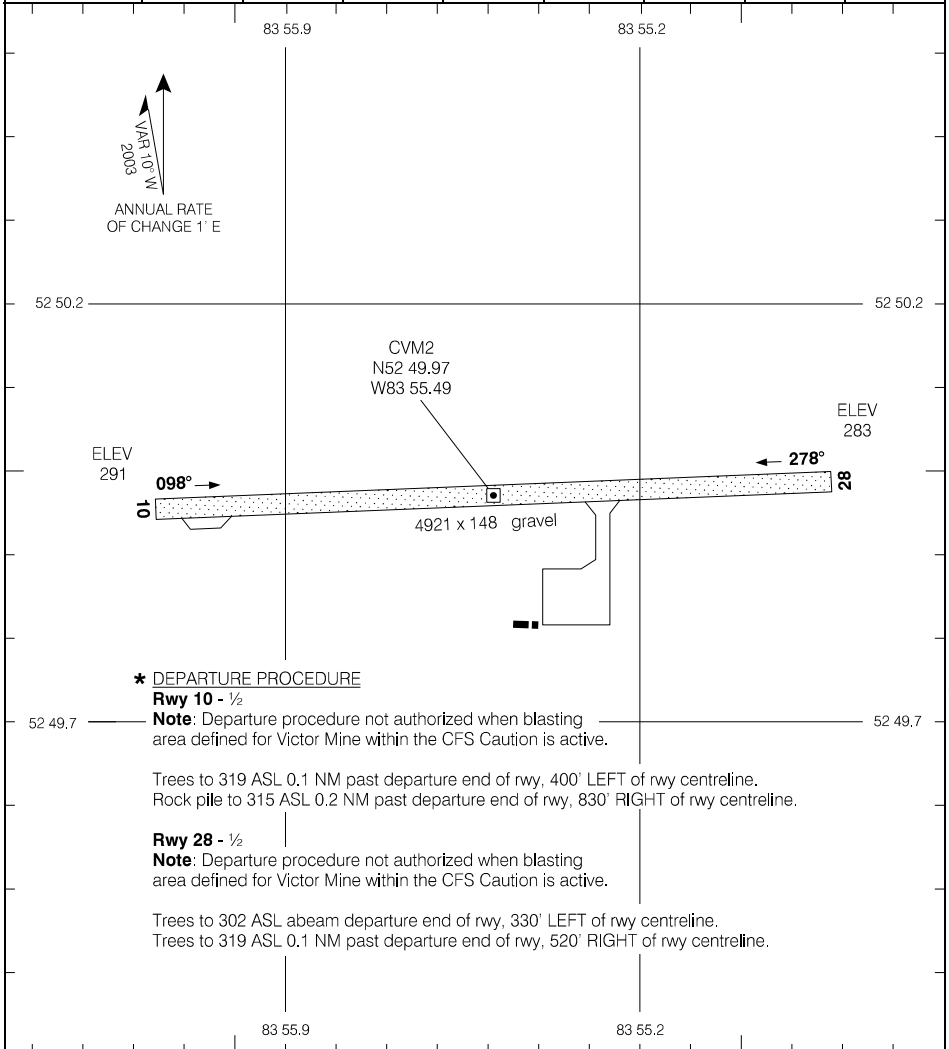 83 55.9
83 55.2
VAR 10° W
2003
ANNUAL RATE
OF CHANGE 1' E
52 50.2
52 50.2
CVM2
N52 49.97
W83 55.49
ELEV
283
ELEV
291
098°
278°
10
28
4921 x 148 gravel
* DEPARTURE PROCEDURE
Rwy 10 - ½
52 49.7
Note: Departure procedure not authorized when blasting
52 49.7
area defined for Victor Mine within the CFS Caution is active.
Trees to 319 ASL 0.1 NM past departure end of rwy, 400' LEFT of rwy centreline.
Rock pile to 315 ASL 0.2 NM past departure end of rwy, 830' RIGHT of rwy centreline.
Rwy 28 - ½
Note: Departure procedure not authorized when blasting
area defined for Victor Mine within the CFS Caution is active.
Trees to 302 ASL abeam departure end of rwy, 330' LEFT of rwy centreline.
Trees to 319 ASL 0.1 NM past departure end of rwy, 520' RIGHT of rwy centreline.
83 55.9
83 55.2